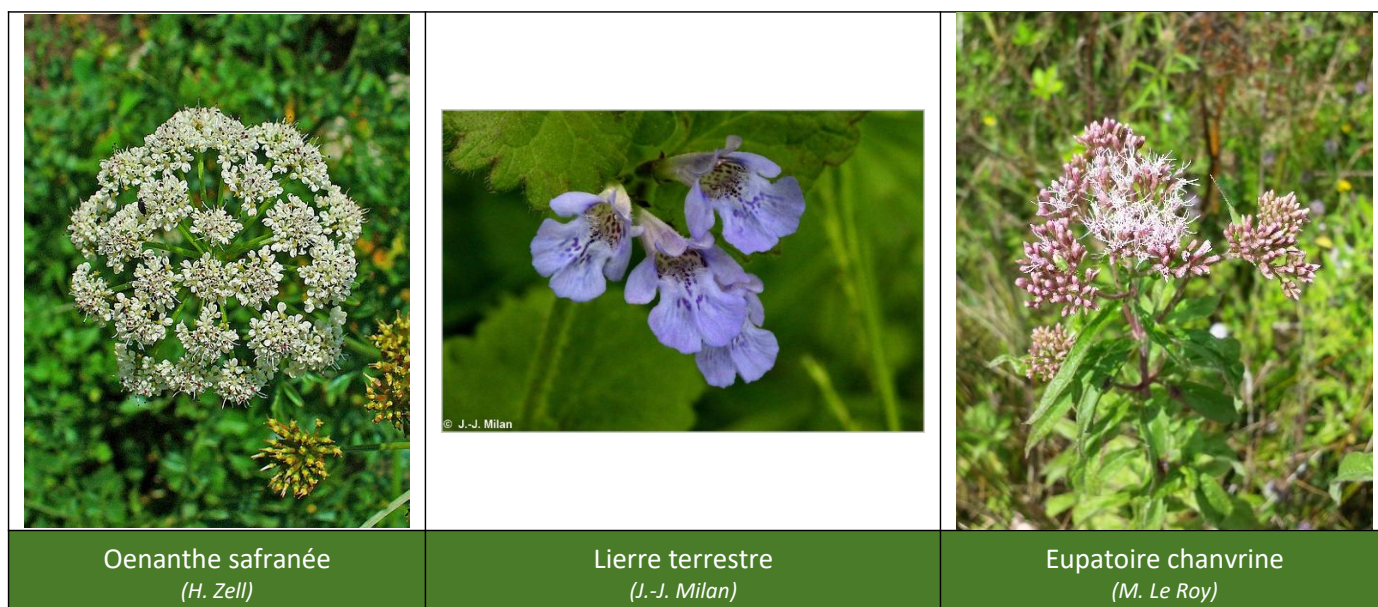 © J.-J. Milan
Oenanthe safranée
(H. Zell)
Lierre terrestre
(J.-J. Milan)
Eupatoire chanvrine
(M. Le Roy)